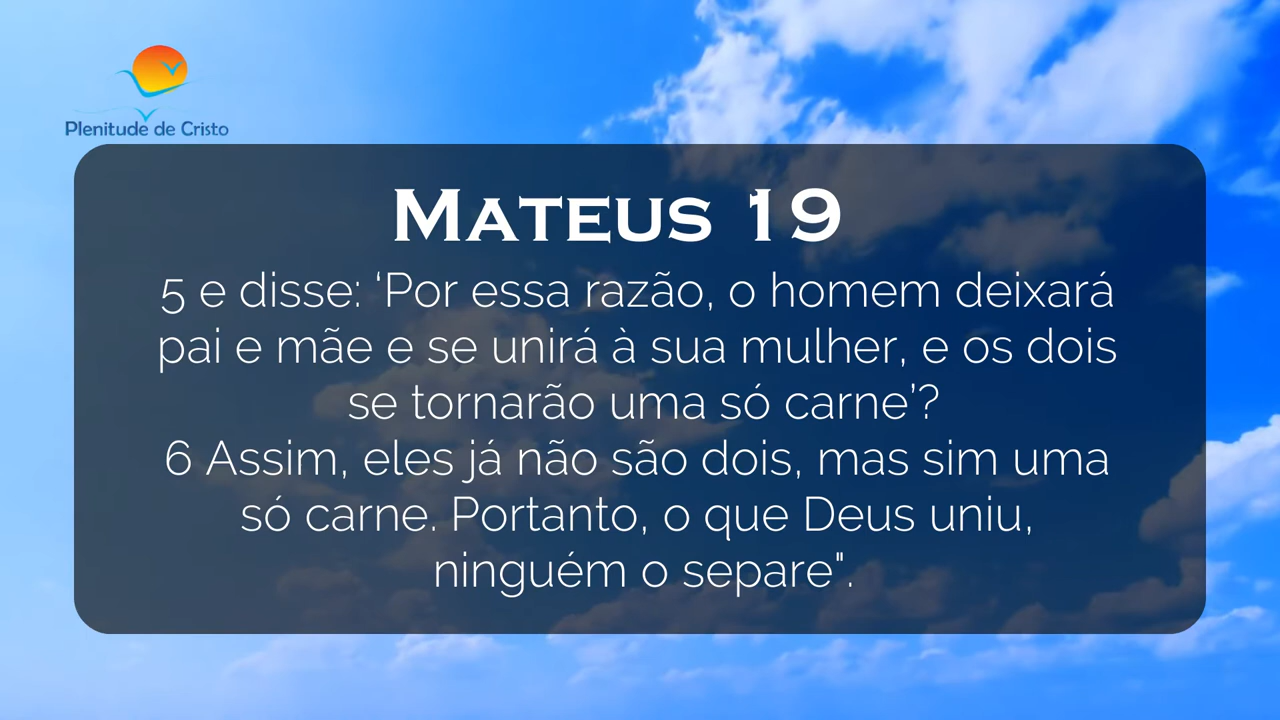 Plenitude de Cristo
MATEUS 19
5 e disse: ‘Por essa razão, o homem deixará
pai e mãe e se unirá à sua mulher, e os dois
se tornarão uma só carne’?
6 Assim, eles já não são dois, mas sim uma
só carne. Portanto, o que Deus uniu,
ninguém o separe".